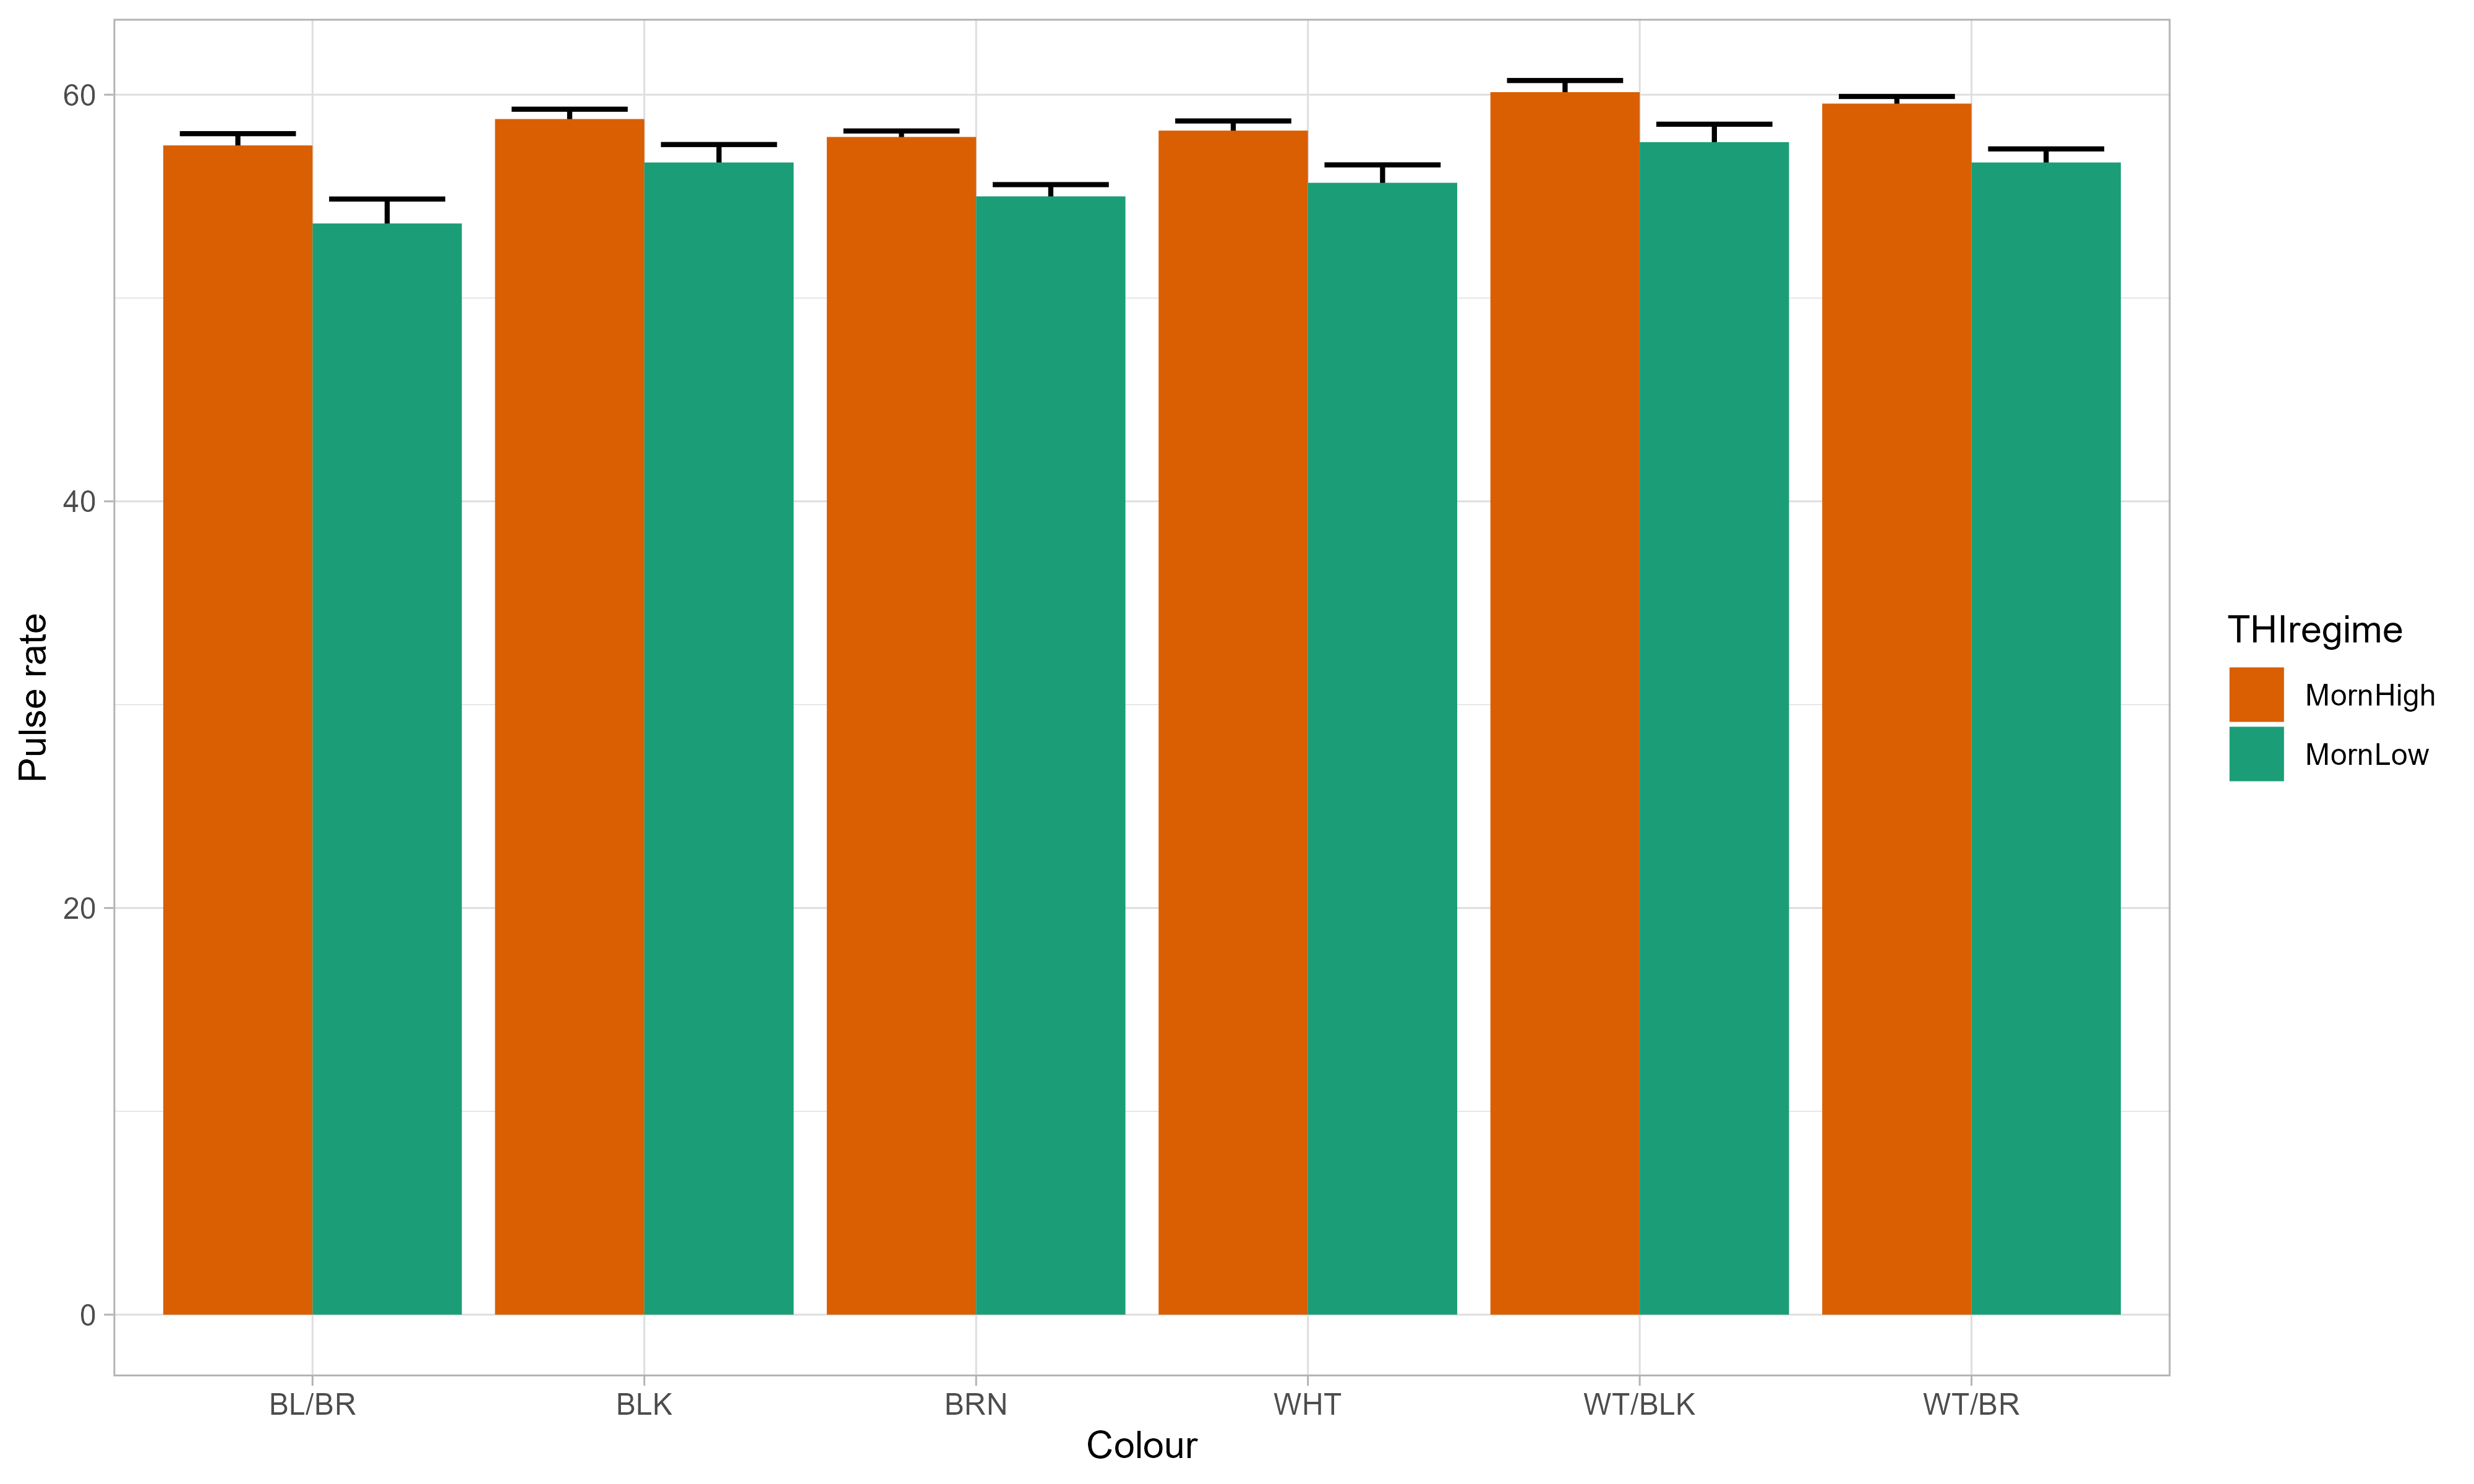 60
40
20
0
Pulse rate
BL/BR BLK BRN WHT WT/BLK WT/BR
Colour
THIregime
MornHigh
MornLow